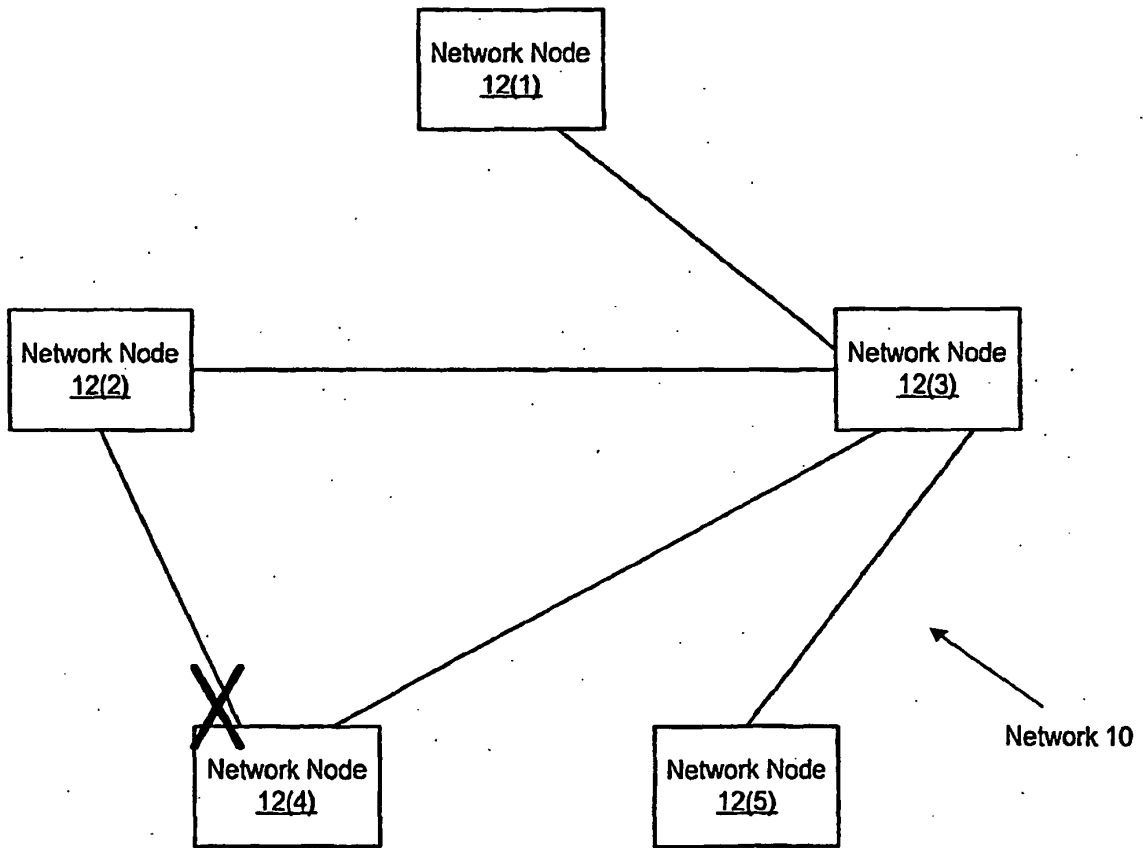 Network Node
12(1)
Network Node
12(2)
Network Node
12(3)
Network Node
12(4)
Network Node
12(5)
Network 10